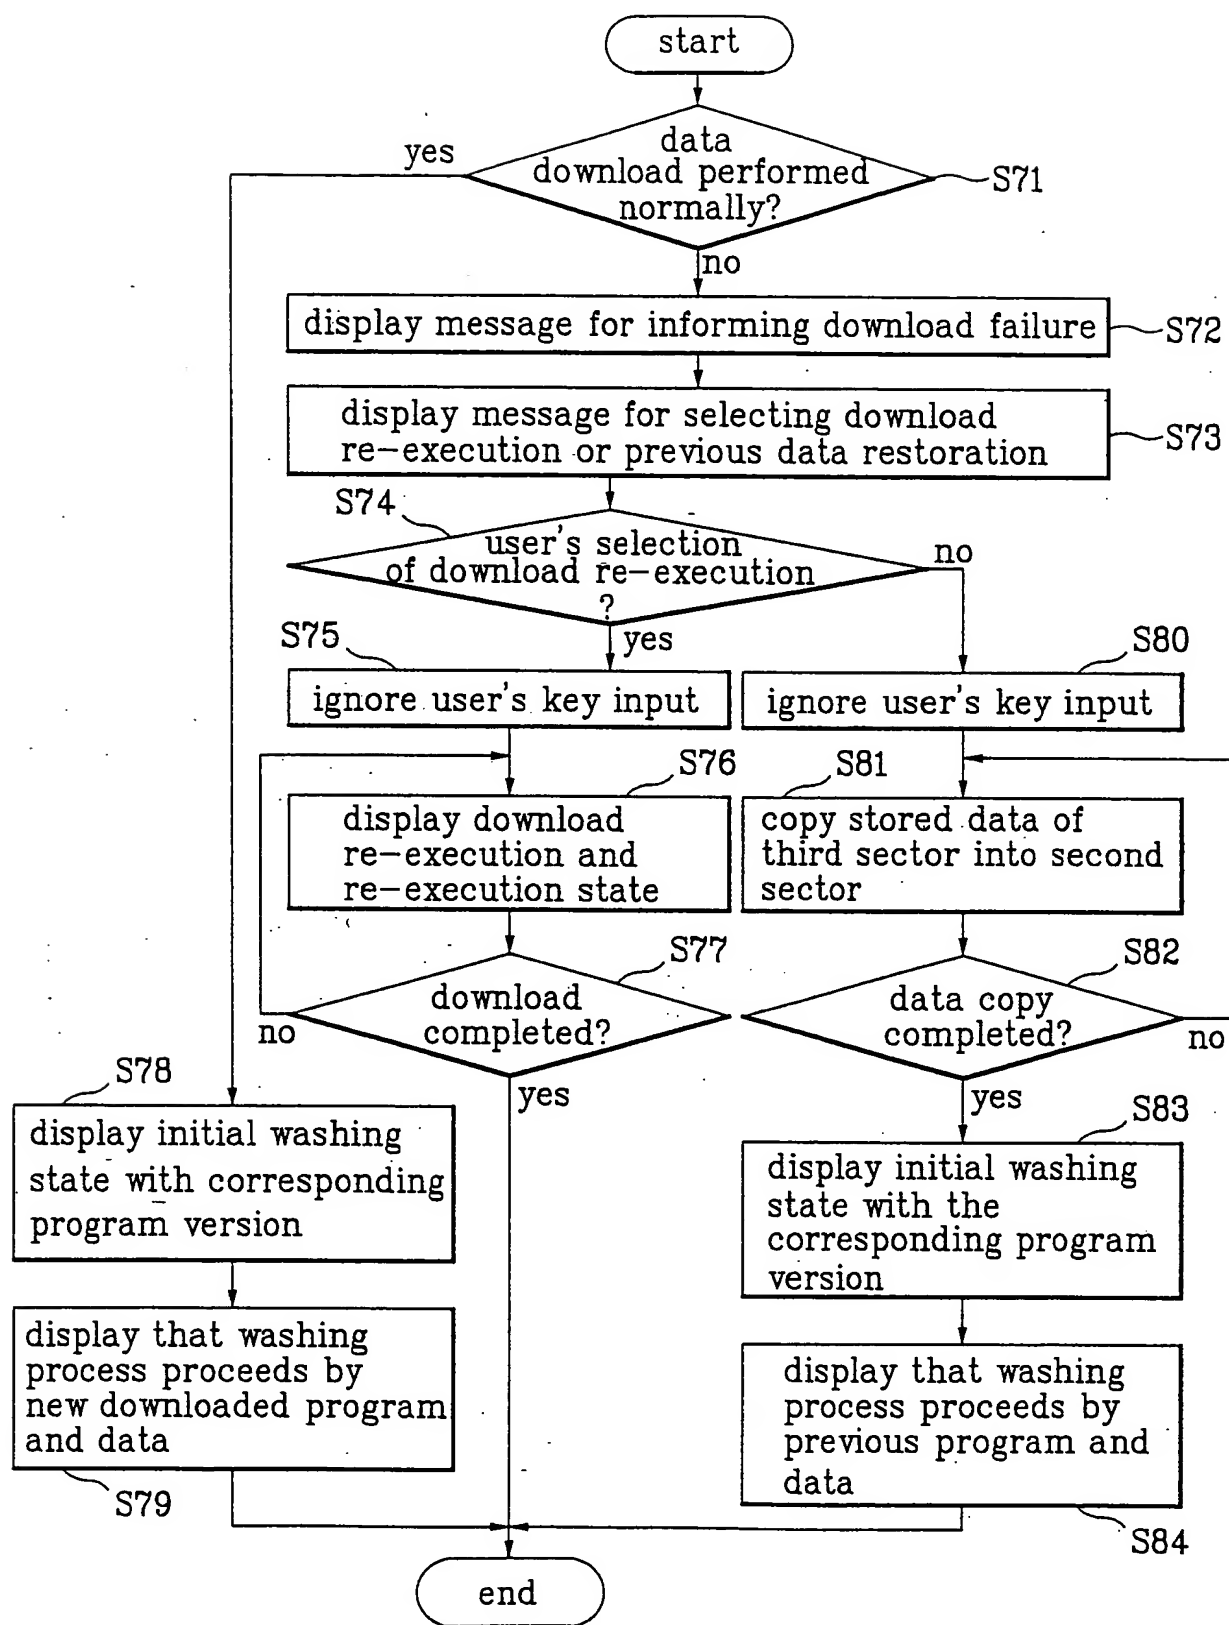 start
data
download performed
normally?
yes
S71
no
display message for informing download failure
S72
display message for selecting download
re-execution or previous data restoration
S73
S74
user's selection
of download re-execution
?
no
yes
S75
ignore user's key input
S80
ignore user's key input
S76
display download
re-execution and
re-execution state
S81
copy stored data of
third sector into second
sector
S77
download
completed?
no
yes
S82
data copy
completed?
no
yes
S78
display initial washing
state with corresponding
program version
S83
display initial washing
state with the
corresponding program
version
display that washing
process proceeds by
new downloaded program
and data
S79
display that washing
process proceeds by
previous program and
data
S84
end